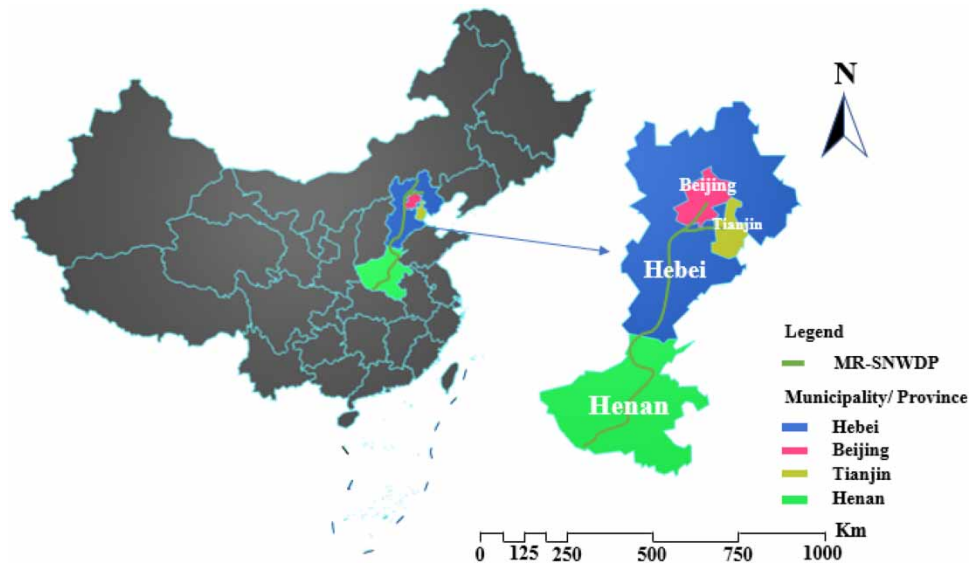 N
Beijing
Tianjin
Hebei
Henan
Legend
MR-SNWDP
Municipality/ Province
Hebei
Beijing
Tianjin
Henan
Km
0 125 250 500 750 1000